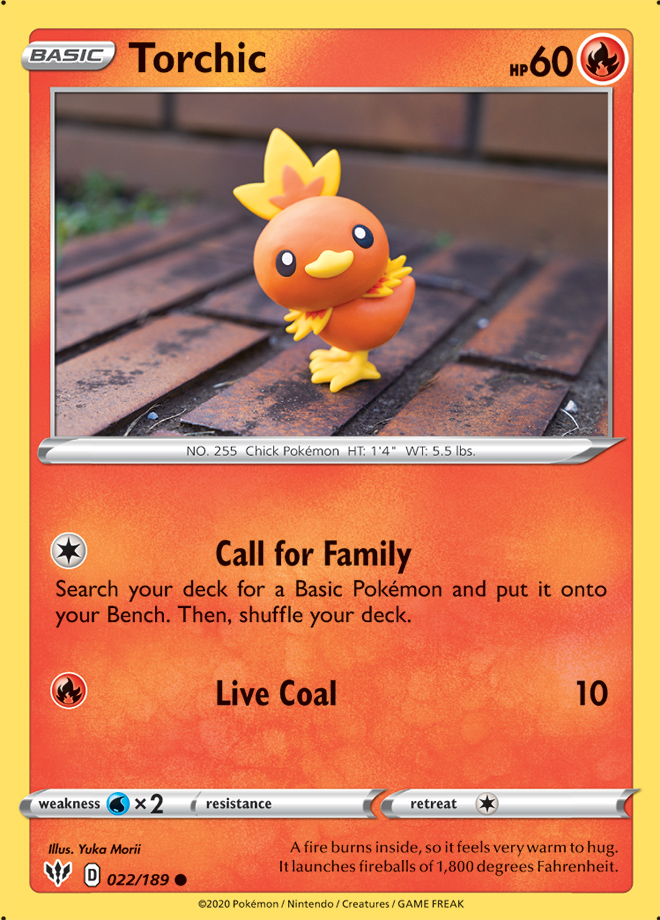 BASIC Torchic HP60
NO. 255 Chick Pokémon HT: 1'4" WT: 5.5 lbs.
Call for Family
Search your deck for a Basic Pokémon and put it onto
your Bench. Then, shuffle your deck.
Live Coal 10
weakness ×2 resistance retreat
Illus. Yuka Morii
A fire burns inside, so it feels very warm to hug.
It launches fireballs of 1,800 degrees Fahrenheit.
D 022/189
©2020 Pokémon / Nintendo / Creatures / GAME FREAK